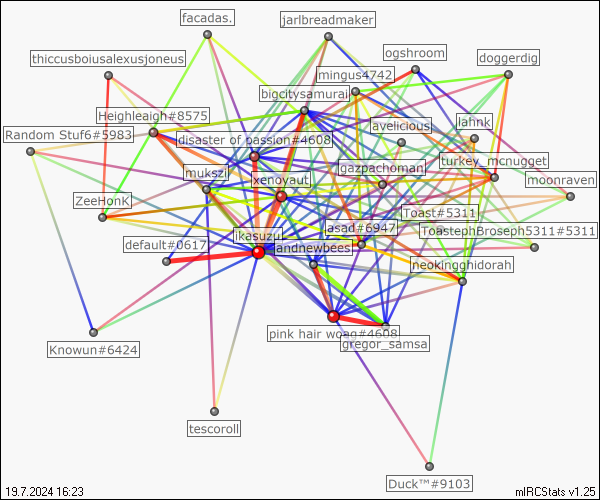 facadas.
jarlbreadmaker
thiccusboiusalexusjoneus
ogshroom
doggerdig
mingus4742
bigcitysamurai
Heighleaigh#8575
Random Stuf6#5983
avelicious
lahnk
disaster of passion#4608
turkey_mcnugget
gazpachoman
mukszi
xenoyaut
moonraven
ZeeHonK
Toast#5311
asad#6947
ToastephBroseph5311#5311
ikasuzu
default#0617
andnewbees
neokingghidorah
pink hair woag#4608
gregor_samsa
Knowun#6424
tescoroll
Duck™#9103
19.7.2024 16:23
mIRCStats v1.25